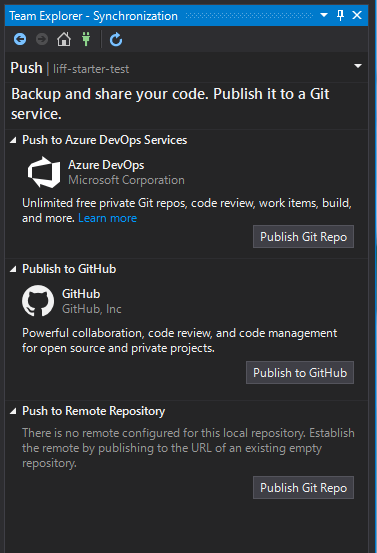 Team Explorer - Synchronization
Push | liff-starter-test
Backup and share your code. Publish it to a Git
service.
Push to Azure DevOps Services
Azure DevOps
Microsoft Corporation
Unlimited free private Git repos, code review, work items, build,
and more. Learn more
Publish Git Repo
Publish to GitHub
GitHub
GitHub, Inc
Powerful collaboration, code review, and code management
for open source and private projects.
Publish to GitHub
Push to Remote Repository
There is no remote configured for this local repository. Establish
the remote by publishing to the URL of an existing empty
repository.
Publish Git Repo